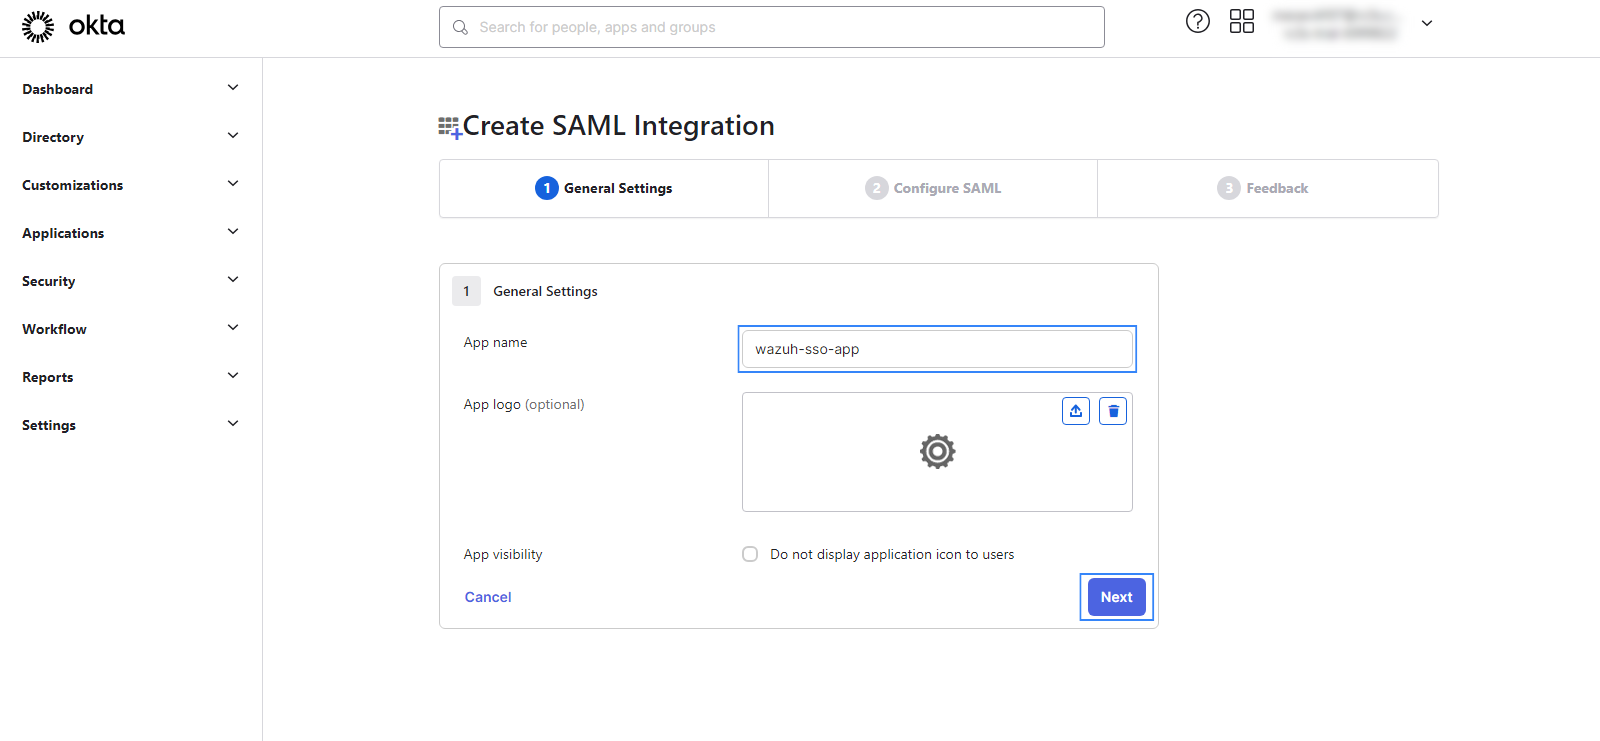 okta
Search for people, apps and groups
Dashboard
Directory
Customizations
Applications
Security
Workflow
Reports
Settings
Create SAML Integration
1 General Settings
2 Configure SAML
3 Feedback
1 General Settings
App name
wazuh-sso-app
App logo (optional)
App visibility
Do not display application icon to users
Cancel
Next